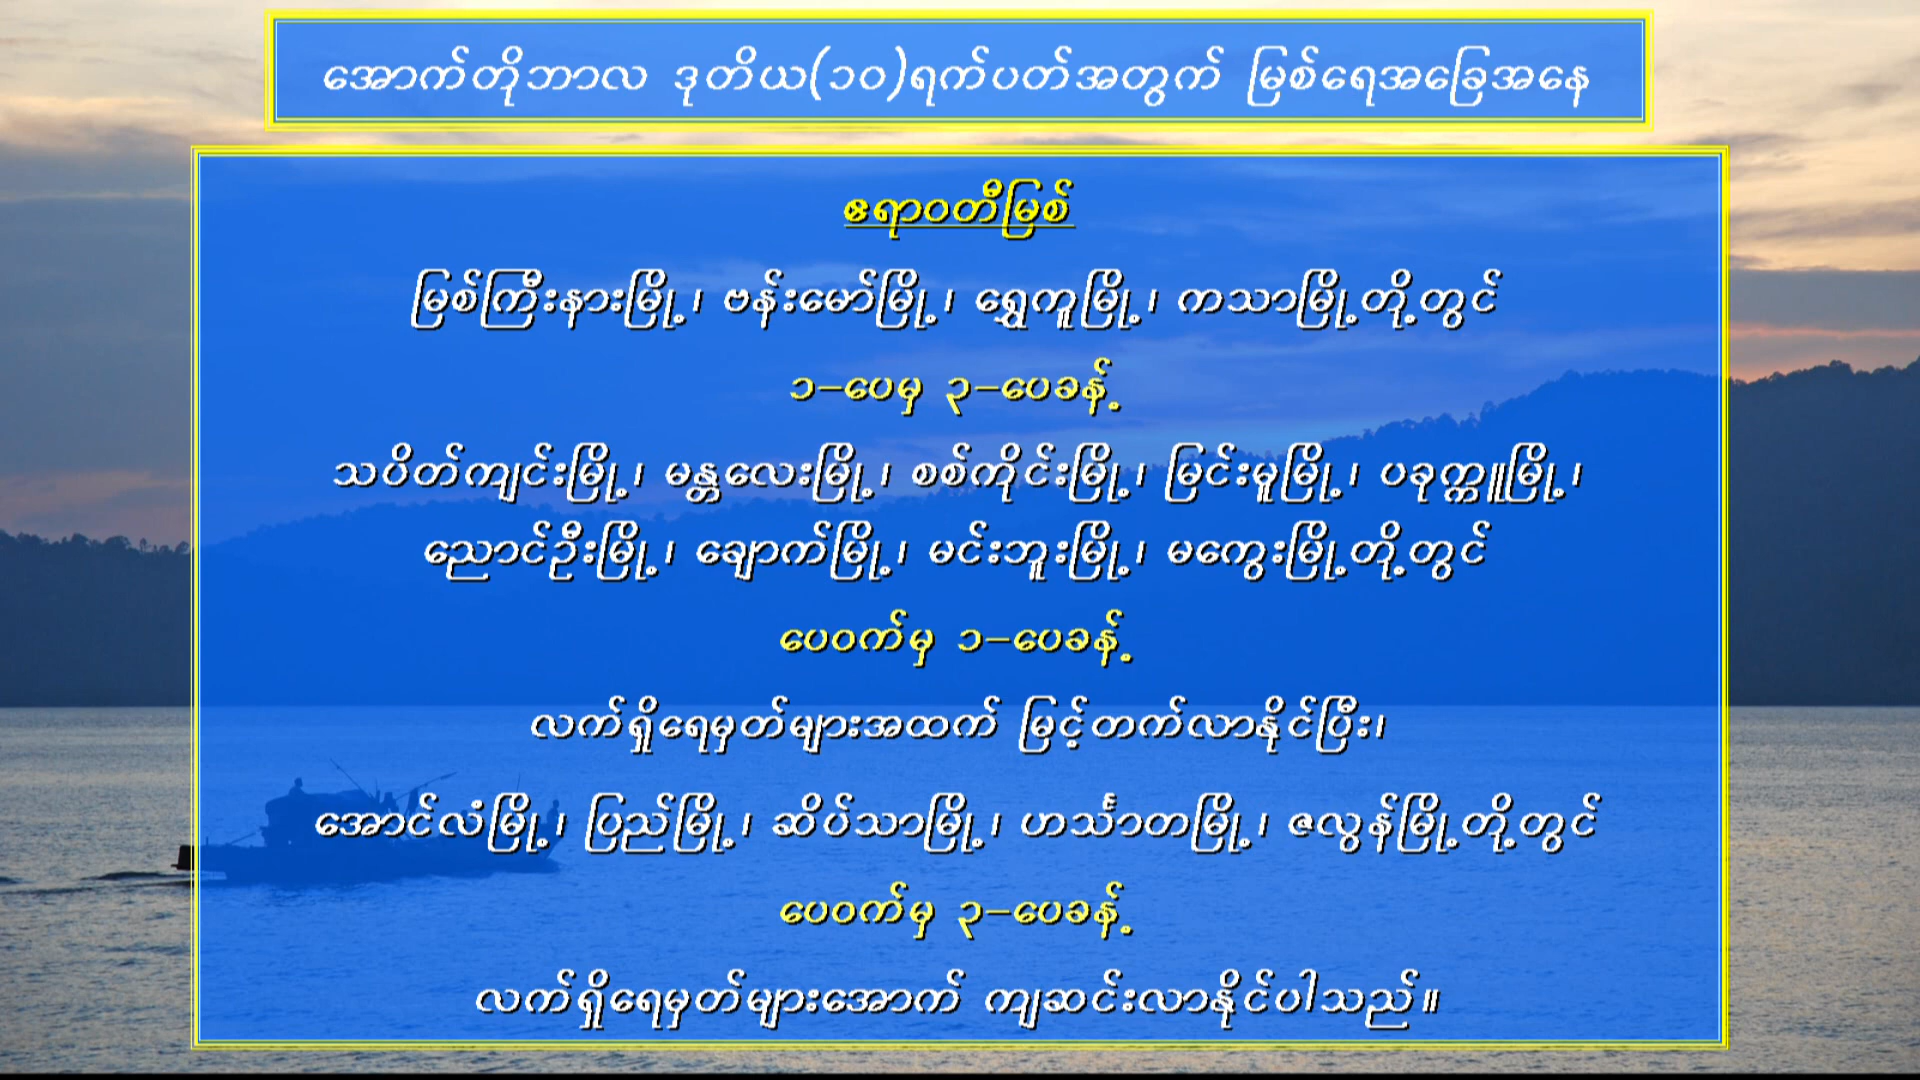 အောက်တိုဘာလ ဒုတိယ(၁၀)ရက်ပတ်အတွက် မြစ်ရေအခြေအနေ
ဧရာဝတီမြစ်
မြစ်ကြီးနားမြို့၊ ဗန်းမော်မြို့၊ ရွှေကူမြို့၊ ကသာမြို့တို့တွင်
၁–ပေမှ ၃–ပေခန့်
သပိတ်ကျင်းမြို့၊ မန္တလေးမြို့၊ စစ်ကိုင်းမြို့၊ မြင်းမူမြို့၊ ပခုက္ကူမြို့၊
ညောင်ဦးမြို့၊ ချောက်မြို့၊ မင်းဘူးမြို့၊ မကွေးမြို့တို့တွင်
ပေဝက်မှ ၁–ပေခန့်
လက်ရှိရေမှတ်များအထက် မြင့်တက်လာနိုင်ပြီး၊
အောင်လံမြို့၊ ပြည်မြို့၊ ဆိပ်သာမြို့၊ ဟင်္သာတမြို့၊ ဇလွန်မြို့တို့တွင်
ပေဝက်မှ ၃–ပေခန့်
လက်ရှိရေမှတ်များအောက် ကျဆင်းလာနိုင်ပါသည်။